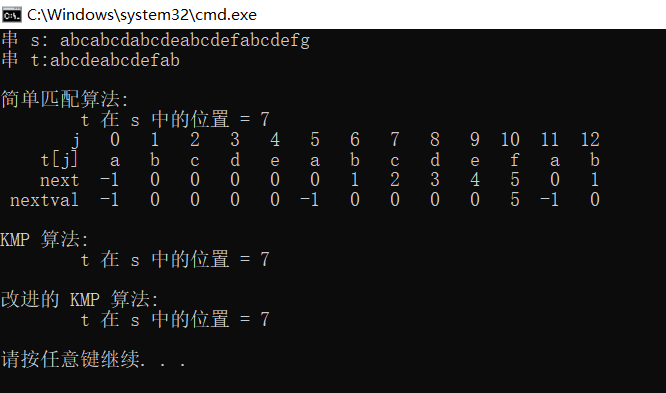 C:\Windows\system32\cmd.exe
串 s: abcabcdabcdeabcdefabcdefg
串 t:abcdeabcdefab
简单匹配算法:
t 在 s 中的位置 = 7
j 0 1 2 3 4 5 6 7 8 9 10 11 12
t[j] a b c d e a b c d e f a b
next -1 0 0 0 0 0 1 2 3 4 5 0 1
nextval -1 0 0 0 0 -1 0 0 0 0 5 -1 0
KMP 算法:
t 在 s 中的位置 = 7
改进的 KMP 算法:
t 在 s 中的位置 = 7
请按任意键继续. . .